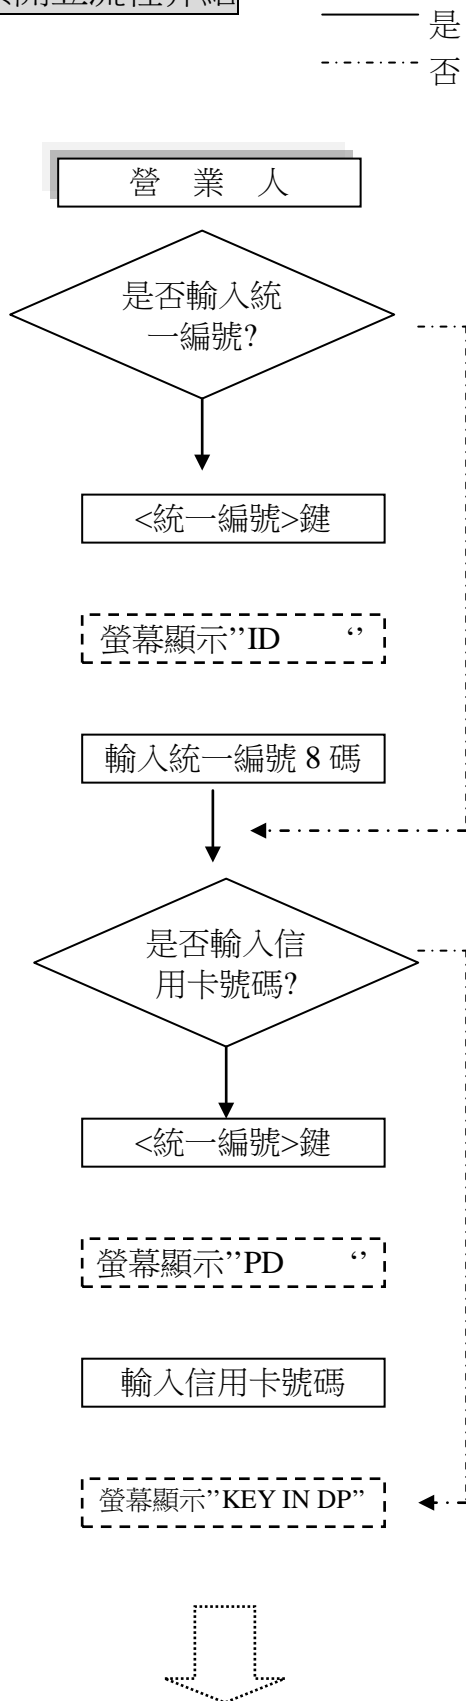 開立流程介紹
是
否
營 業 人
是否輸入統
一編號?
<統一編號>鍵
螢幕顯示’’ID ‘’
輸入統一編號 8 碼
是否輸入信
用卡號碼?
<統一編號>鍵
螢幕顯示’’PD ‘’
輸入信用卡號碼
螢幕顯示’’KEY IN DP”